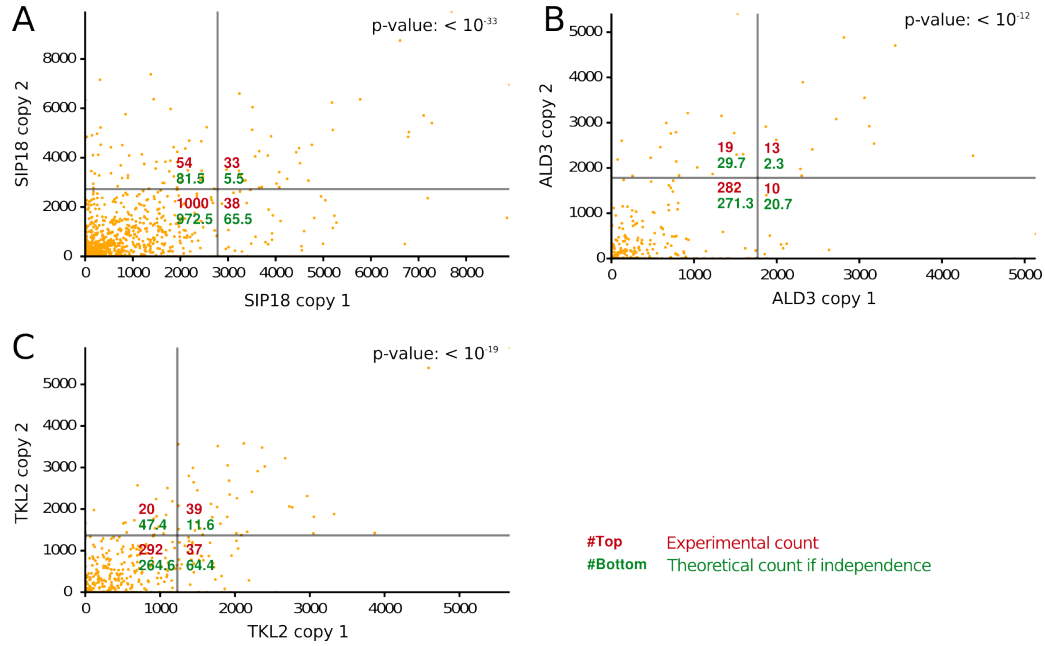 A
p-value: < 10-33
SIP18 copy 2
8000
6000
4000
2000
0
54
81.5
33
5.5
1000
972.5
38
65.5
0 1000 2000 3000 4000 5000 6000 7000 8000
SIP18 copy 1
B
p-value: < 10-12
ALD3 copy 2
5000
4000
3000
2000
1000
0
19
29.7
13
2.3
282
271.3
10
20.7
0 1000 2000 3000 4000 5000
ALD3 copy 1
C
p-value: < 10-19
TKL2 copy 2
5000
4000
3000
2000
1000
0
20
47.4
39
11.6
292
264.6
37
64.4
0 1000 2000 3000 4000 5000
TKL2 copy 1
#Top Experimental count
#Bottom Theoretical count if independence